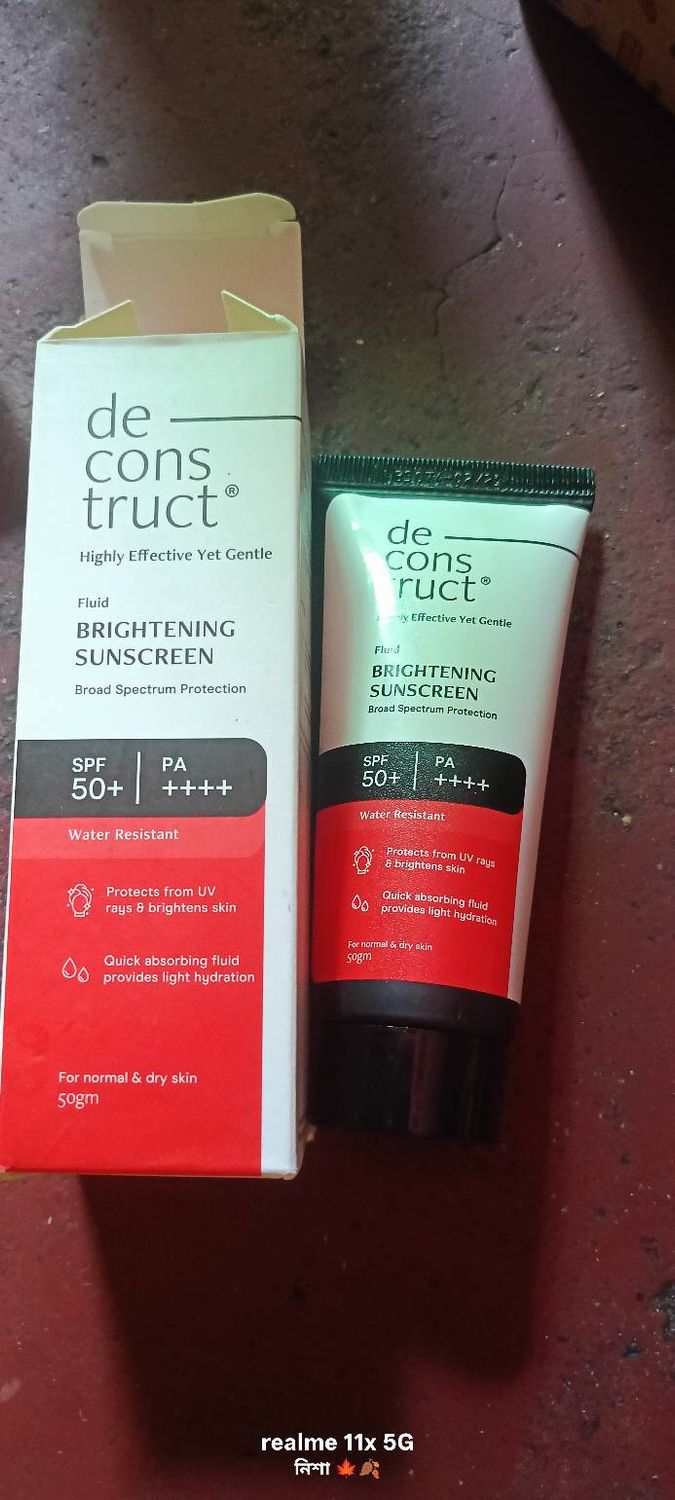 de
cons
truct®
Highly Effective Yet Gentle
Fluid
BRIGHTENING
SUNSCREEN
Broad Spectrum Protection
SPF
50+
PA
++++
Water Resistant
Protects from UV
rays & brightens skin
Quick absorbing fluid
provides light hydration
For normal & dry skin
50gm
de
cons
truct®
Highly Effective Yet Gentle
Fluid
BRIGHTENING
SUNSCREEN
Broad Spectrum Protection
SPF
50+
PA
++++
Water Resistant
Protects from UV rays
& brightens skin
Quick absorbing fluid
provides light hydration
For normal & dry skin
50gm
realme 11x 5G
নিশা 🍁🍂